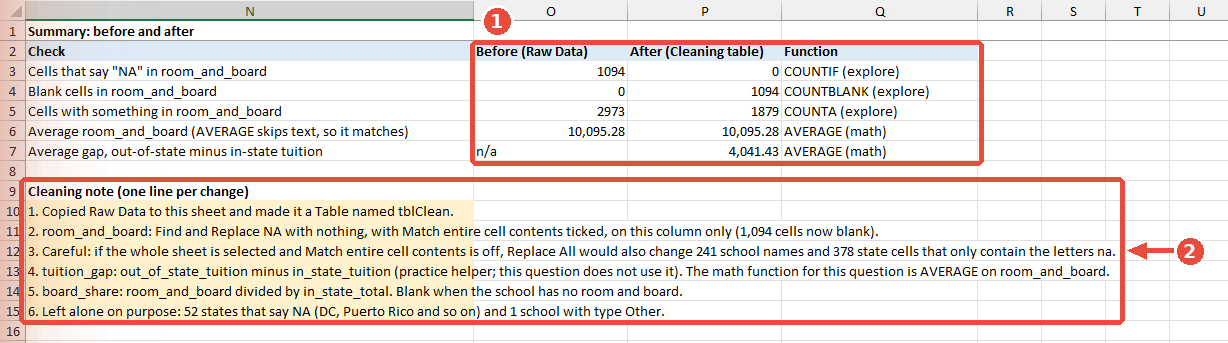 N O P Q R S T U
1 Summary: before and after
1
2 Check Before (Raw Data) After (Cleaning table) Function
3 Cells that say "NA" in room_and_board 1094 0 COUNTIF (explore)
4 Blank cells in room_and_board 0 1094 COUNTBLANK (explore)
5 Cells with something in room_and_board 2973 1879 COUNTA (explore)
6 Average room_and_board (AVERAGE skips text, so it matches) 10,095.28 10,095.28 AVERAGE (math)
7 Average gap, out-of-state minus in-state tuition n/a 4,041.43 AVERAGE (math)
8
9 Cleaning note (one line per change)
10 1. Copied Raw Data to this sheet and made it a Table named tblClean.
11 2. room_and_board: Find and Replace NA with nothing, with Match entire cell contents ticked, on this column only (1,094 cells now blank).
12 3. Careful: if the whole sheet is selected and Match entire cell contents is off, Replace All would also change 241 school names and 378 state cells that only contain the letters na.
2
13 4. tuition_gap: out_of_state_tuition minus in_state_tuition (practice helper; this question does not use it). The math function for this question is AVERAGE on room_and_board.
14 5. board_share: room_and_board divided by in_state_total. Blank when the school has no room and board.
15 6. Left alone on purpose: 52 states that say NA (DC, Puerto Rico and so on) and 1 school with type Other.
16